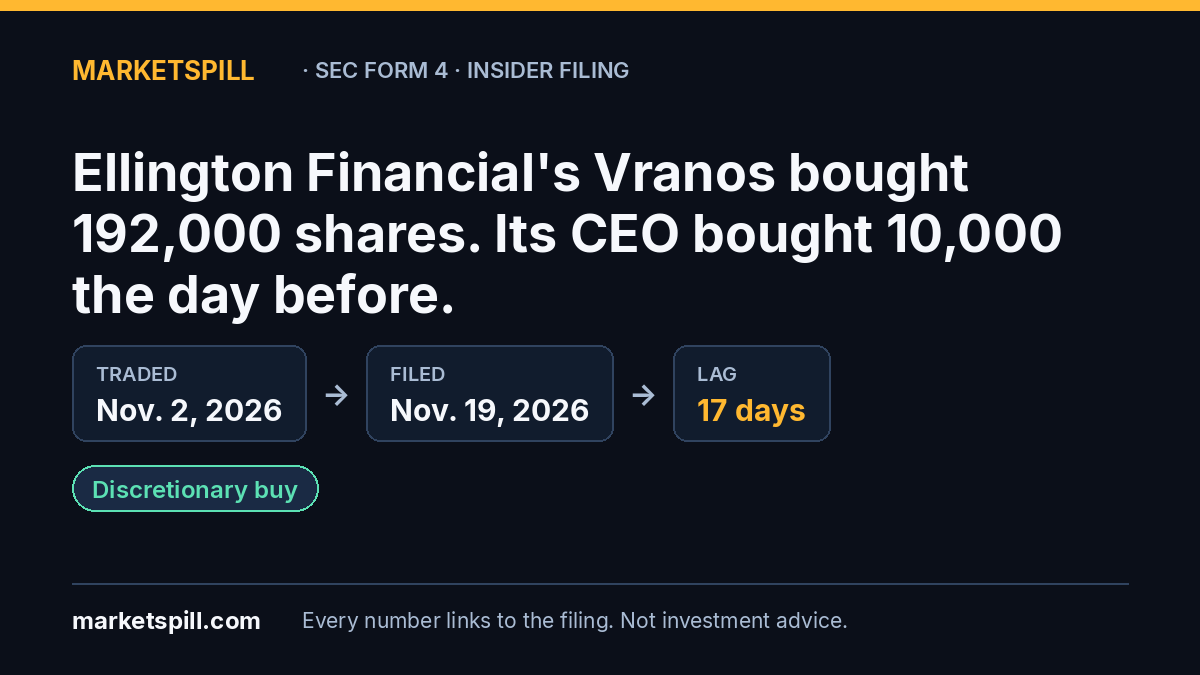 MARKETSPILL · SEC FORM 4 · INSIDER FILING
Ellington Financial's Vranos bought
192,000 shares. Its CEO bought 10,000
the day before.
TRADED → FILED → LAG
Nov. 2, 2026 Nov. 19, 2026 17 days
Discretionary buy
marketspill.com Every number links to the filing. Not investment advice.